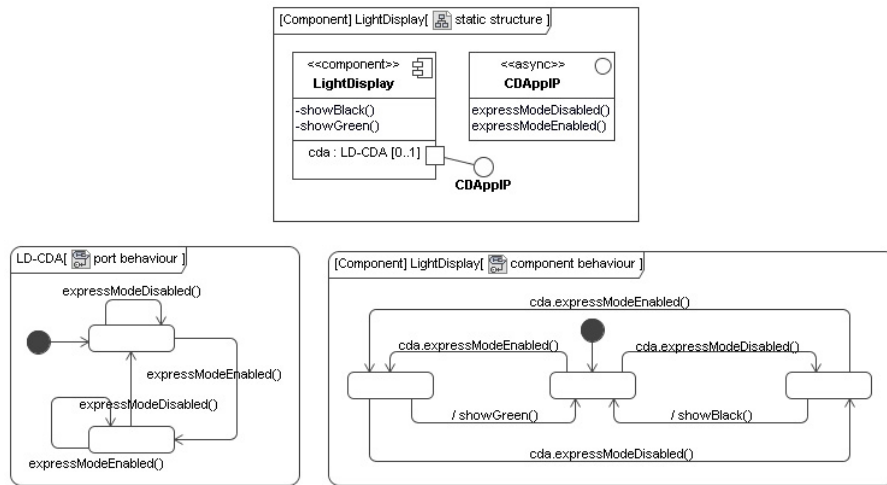 [Component] LightDisplay[ static structure ]
<<component>>
LightDisplay
-showBlack()
-showGreen()
cda : LD-CDA [0..1]
<<async>>
CDAppIP
expressModeDisabled()
expressModeEnabled()
CDAppIP
LD-CDA[ port behaviour ]
expressModeDisabled()
expressModeEnabled()
expressModeDisabled()
expressModeEnabled()
[Component] LightDisplay[ component behaviour ]
cda.expressModeEnabled()
cda.expressModeEnabled()
cda.expressModeDisabled()
/ showGreen()
/ showBlack()
cda.expressModeDisabled()